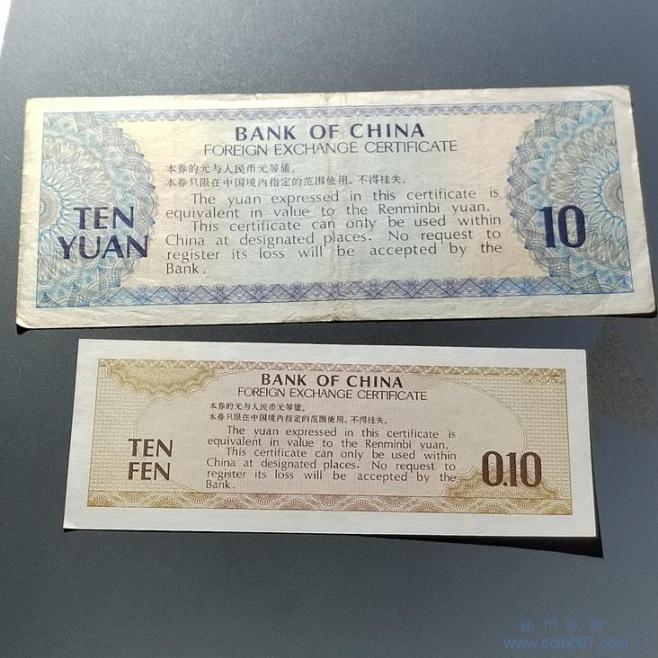 BANK OF CHINA
FOREIGN EXCHANGE CERTIFICATE
本券的元与人民币元等值。
本券只限在中国境内指定的范围使用。不得挂失。
The yuan expressed in this certificate is
equivalent in value to the Renminbi yuan.
This certificate can only be used within
China at designated places. No request to
register its loss will be accepted by the
Bank.
TEN
YUAN
10
BANK OF CHINA
FOREIGN EXCHANGE CERTIFICATE
本券的元与人民币元等值。
本券只限在中国境内指定的范围使用。不得挂失。
The yuan expressed in this certificate is
equivalent in value to the Renminbi yuan.
This certificate can only be used within
China at designated places. No request to
register its loss will be accepted by the
Bank.
TEN
FEN
0.10
www.coin007.com